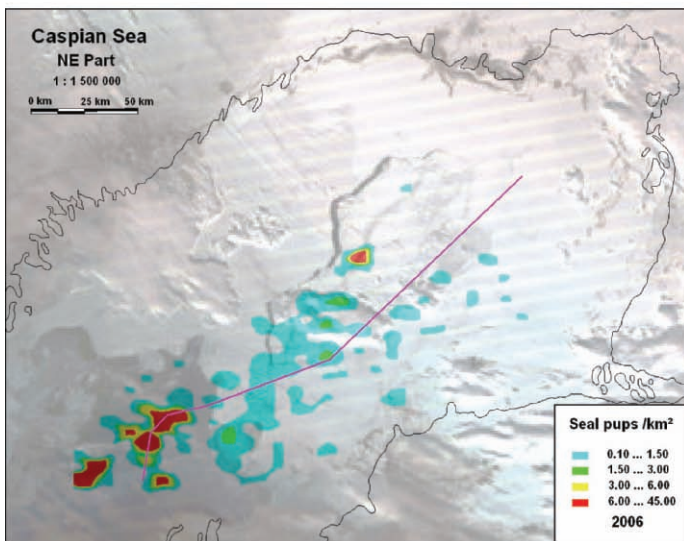 Caspian Sea
NE Part
1 : 1 500 000
0 km 25 km 50 km
Seal pups /km²
0.10 ... 1.50
1.50 ... 3.00
3.00 ... 6.00
6.00 ... 45.00
2006